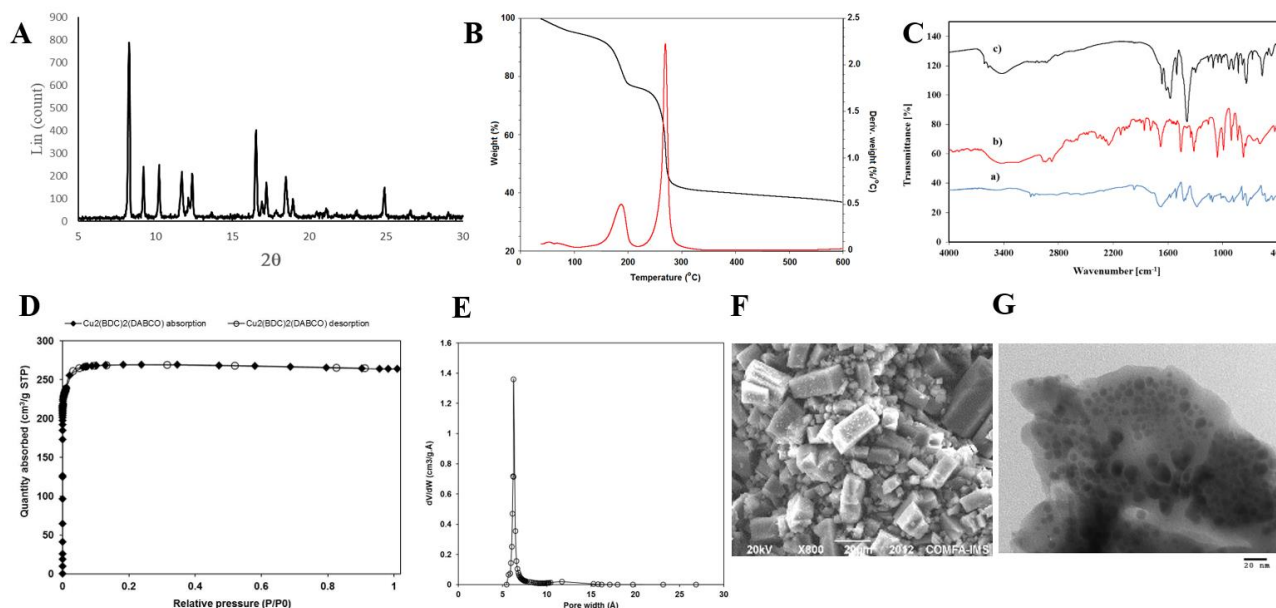 A
900
800
700
600
500
400
300
200
100
0
Lin (count)
5 10 15 20 25 30
2θ
B
100
80
60
40
20
Weight (%)
2.5
2.0
1.5
1.0
0.5
0
Deriv. weight (%/°C)
0 100 200 300 400 500 600
Temperature (°C)
C
140
120
100
80
60
40
20
0
Transmittance [%]
c)
b)
a)
4000 3400 2800 2200 1600 1000 400
Wavenumber [cm-1]
D
Cu2(BDC)2(DABCO) absorption Cu2(BDC)2(DABCO) desorption
300
250
200
150
100
50
0
Quantity absorbed (cm³/g STP)
0 0.2 0.4 0.6 0.8 1
Relative pressure (P/P0)
E
1.6
1.4
1.2
1
0.8
0.6
0.4
0.2
0
dV/dW (cm3/g.Å)
0 5 10 15 20 25 30
Pore width (Å)
F
20kV X800 20µm 2012 COMFA-IMS
G
20 nm